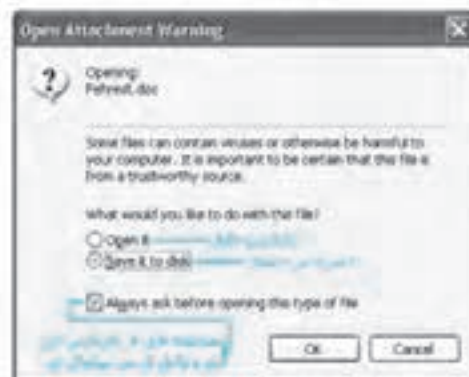 Open Attachment Warning
Opening:
Fehrest.doc
Some files can contain viruses or otherwise be harmful to
your computer. It is important to be certain that this file is
from a trustworthy source.
What would you like to do with this file?
Open it
Save it to disk
Always ask before opening this type of file
OK
Cancel